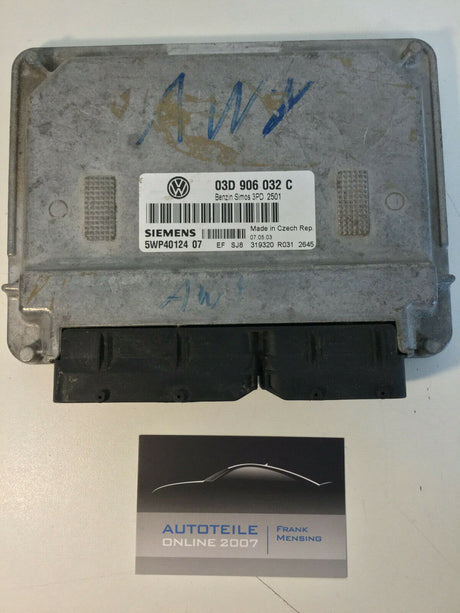 AWY
03D 906 032 C
Benzin Simos 3PD 2501
SIEMENS
Made in Czech Rep.
07.05.03
5WP40124 07
EF SJ8 319320 R031 2645
AWY
AUTOTEILE
ONLINE 2007
FRANK
MENSING